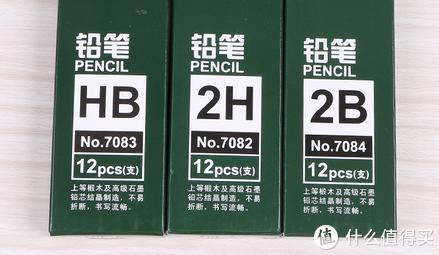 铅笔
PENCIL
HB
No.7083
12pcs(支)
上等椴木及高级石墨
铅芯结晶制造，不易
折断，书写流畅。
铅笔
PENCIL
2H
No.7082
12pcs(支)
上等椴木及高级石墨
铅芯结晶制造，不易
折断，书写流畅。
铅笔
PENCIL
2B
No.7084
12pcs(支)
上等椴木及高级石墨
铅芯结晶制造，不易
折断，书写流畅。
值 什么值得买